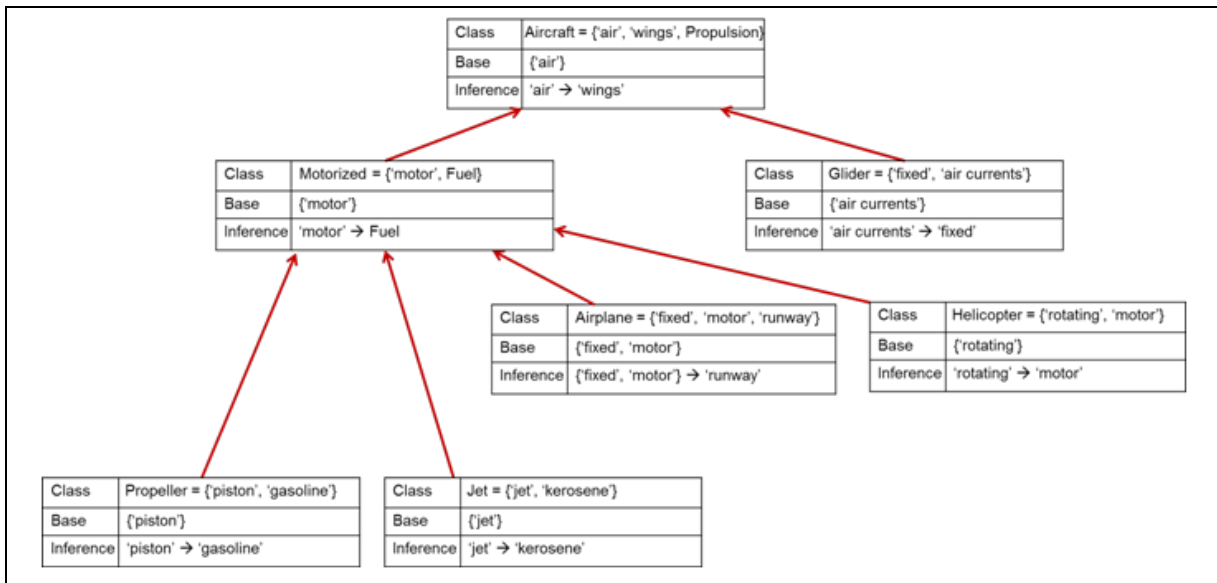 Class Aircraft = {‘air’, ‘wings’, Propulsion}
Base {‘air’}
Inference ‘air’ → ‘wings’
Class Motorized = {‘motor’, Fuel}
Base {‘motor’}
Inference ‘motor’ → Fuel
Class Glider = {‘fixed’, ‘air currents’}
Base {‘air currents’}
Inference ‘air currents’ → ‘fixed’
Class Airplane = {‘fixed’, ‘motor’, ‘runway’}
Base {‘fixed’, ‘motor’}
Inference {‘fixed’, ‘motor’} → ‘runway’
Class Helicopter = {‘rotating’, ‘motor’}
Base {‘rotating’}
Inference ‘rotating’ → ‘motor’
Class Propeller = {‘piston’, ‘gasoline’}
Base {‘piston’}
Inference ‘piston’ → ‘gasoline’
Class Jet = {‘jet’, ‘kerosene’}
Base {‘jet’}
Inference ‘jet’ → ‘kerosene’